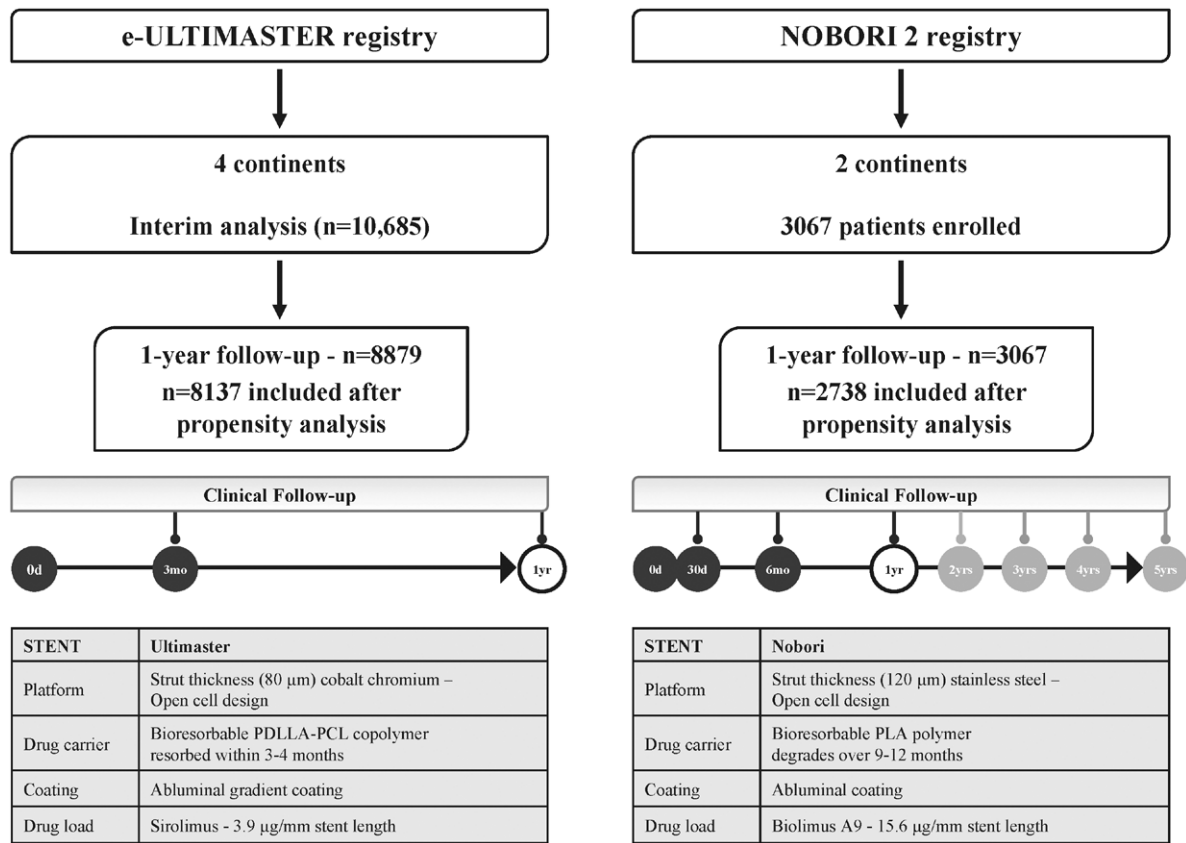 e-ULTIMASTER registry
4 continents
Interim analysis (n=10,685)
1-year follow-up - n=8879
n=8137 included after
propensity analysis
Clinical Follow-up
0d
3mo
1yr
STENT
Ultimaster
Platform
Strut thickness (80 µm) cobalt chromium –
Open cell design
Drug carrier
Bioresorbable PDLLA-PCL copolymer
resorbed within 3-4 months
Coating
Abluminal gradient coating
Drug load
Sirolimus - 3.9 µg/mm stent length
NOBORI 2 registry
2 continents
3067 patients enrolled
1-year follow-up - n=3067
n=2738 included after
propensity analysis
Clinical Follow-up
0d
30d
6mo
1yr
2yrs
3yrs
4yrs
5yrs
STENT
Nobori
Platform
Strut thickness (120 µm) stainless steel –
Open cell design
Drug carrier
Bioresorbable PLA polymer
degrades over 9-12 months
Coating
Abluminal coating
Drug load
Biolimus A9 - 15.6 µg/mm stent length